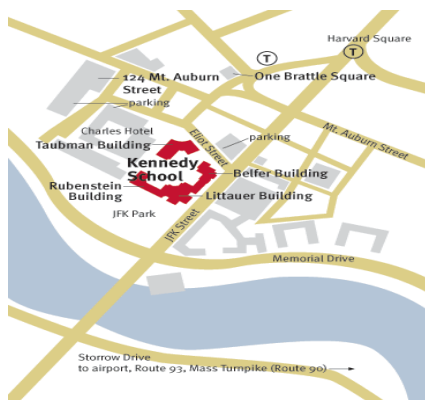 Harvard Square
T
T
124 Mt. Auburn
Street
One Brattle Square
parking
Mt. Auburn Street
Charles Hotel
Taubman Building
Eliot Street
parking
Kennedy
School
Belfer Building
Rubenstein
Building
Littauer Building
JFK Park
JFK Street
Memorial Drive
Storrow Drive
to airport, Route 93, Mass Turnpike (Route 90)